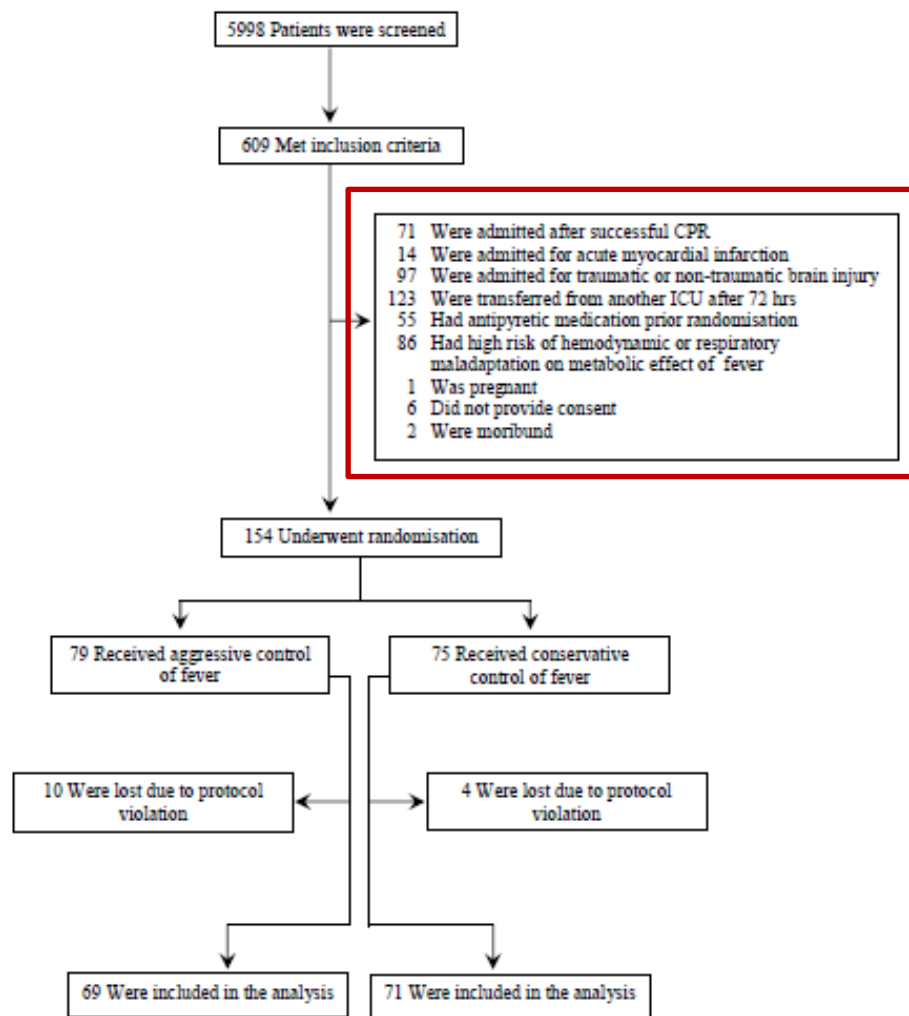 5998 Patients were screened
609 Met inclusion criteria
71 Were admitted after successful CPR
14 Were admitted for acute myocardial infarction
97 Were admitted for traumatic or non-traumatic brain injury
123 Were transferred from another ICU after 72 hrs
55 Had antipyretic medication prior randomisation
86 Had high risk of hemodynamic or respiratory
maladaptation on metabolic effect of fever
1 Was pregnant
6 Did not provide consent
2 Were moribund
154 Underwent randomisation
79 Received aggressive control
of fever
75 Received conservative
control of fever
10 Were lost due to protocol
violation
4 Were lost due to protocol
violation
69 Were included in the analysis
71 Were included in the analysis